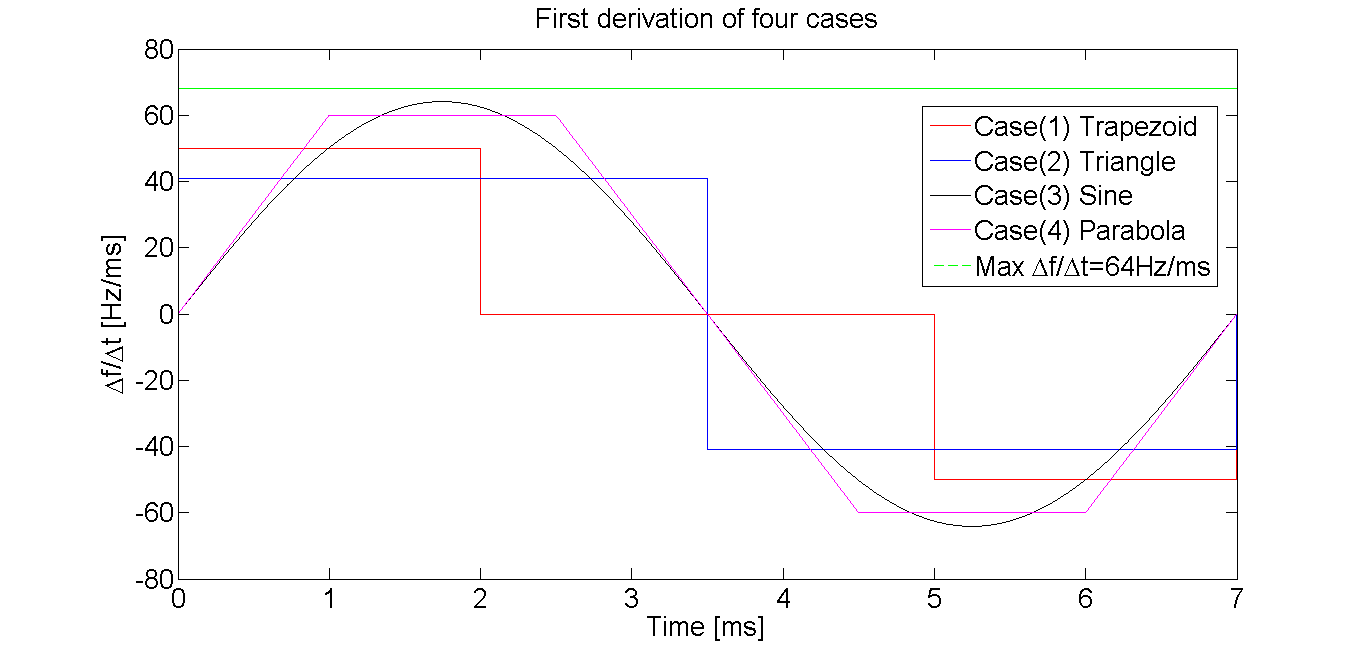 First derivation of four cases
80
60
40
20
0
-20
-40
-60
-80
Δf/Δt [Hz/ms]
Case(1) Trapezoid
Case(2) Triangle
Case(3) Sine
Case(4) Parabola
Max Δf/Δt=64Hz/ms
0 1 2 3 4 5 6 7
Time [ms]